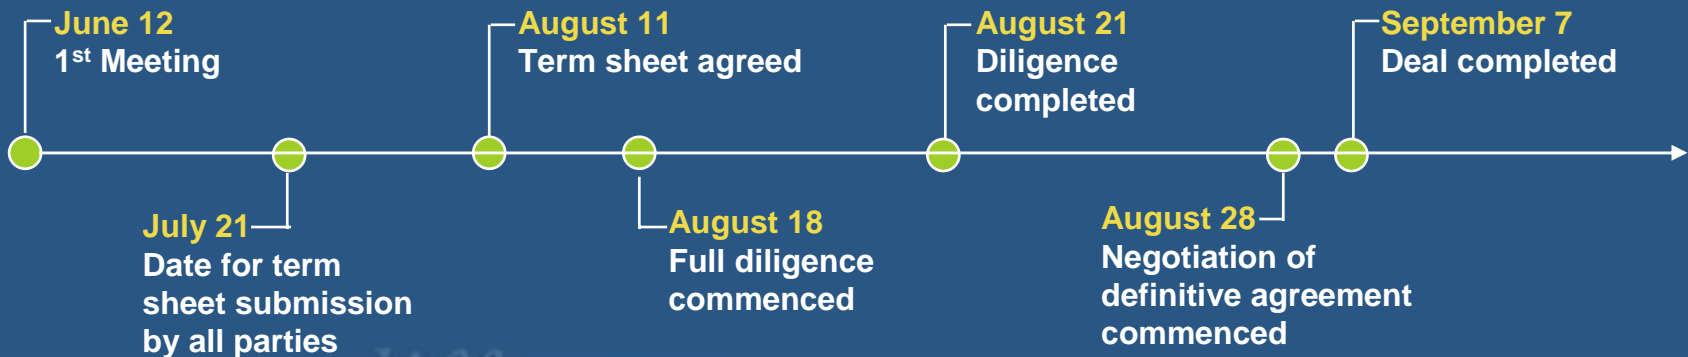 June 12
1st Meeting
July 21
Date for term
sheet submission
by all parties
August 11
Term sheet agreed
August 18
Full diligence
commenced
August 21
Diligence
completed
August 28
Negotiation of
definitive agreement
commenced
September 7
Deal completed